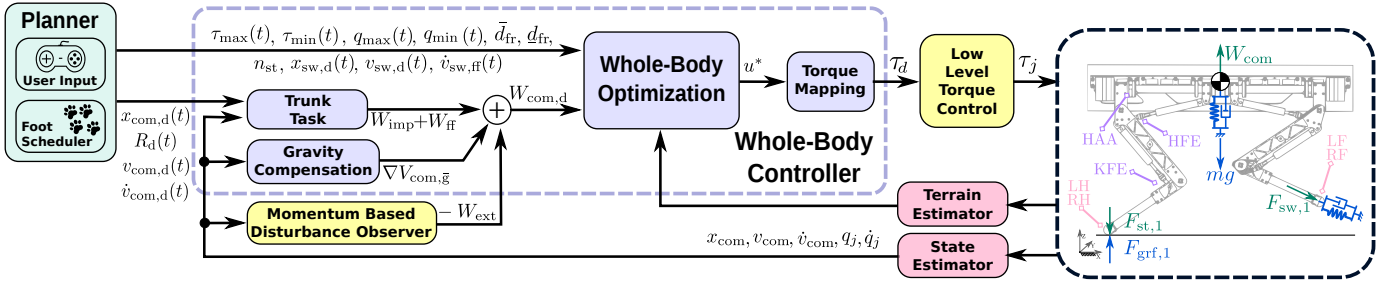 Planner
User Input
Foot
Scheduler
τmax(t), τmin(t), qmax(t), qmin(t), d̄fr, d̲fr,
nst, xsw,d(t), vsw,d(t), v̇sw,ff(t)
xcom,d(t)
Rd(t)
vcom,d(t)
v̇com,d(t)
Trunk
Task
Wimp+Wff
Gravity
Compensation
∇Vcom,ḡ
Momentum Based
Disturbance Observer
− Wext
+
Wcom,d
Whole-Body
Optimization
u*
Torque
Mapping
Whole-Body
Controller
τd
Low
Level
Torque
Control
τj
Terrain
Estimator
State
Estimator
xcom, vcom, v̇com, qj, q̇j
Wcom
HAA
HFE
KFE
LF
RF
LH
RH
mg
Fsw,1
Fst,1
Fgrf,1